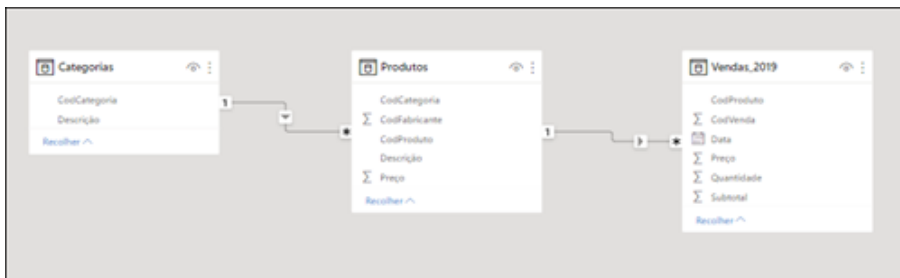 Categorias
CodCategoria
Descrição
Recolher
1
*
Produtos
CodCategoria
Σ CodFabricante
CodProduto
Descrição
Σ Preço
Recolher
1
*
Vendas_2019
CodProduto
Σ CodVenda
Data
Σ Preço
Σ Quantidade
Σ Subtotal
Recolher